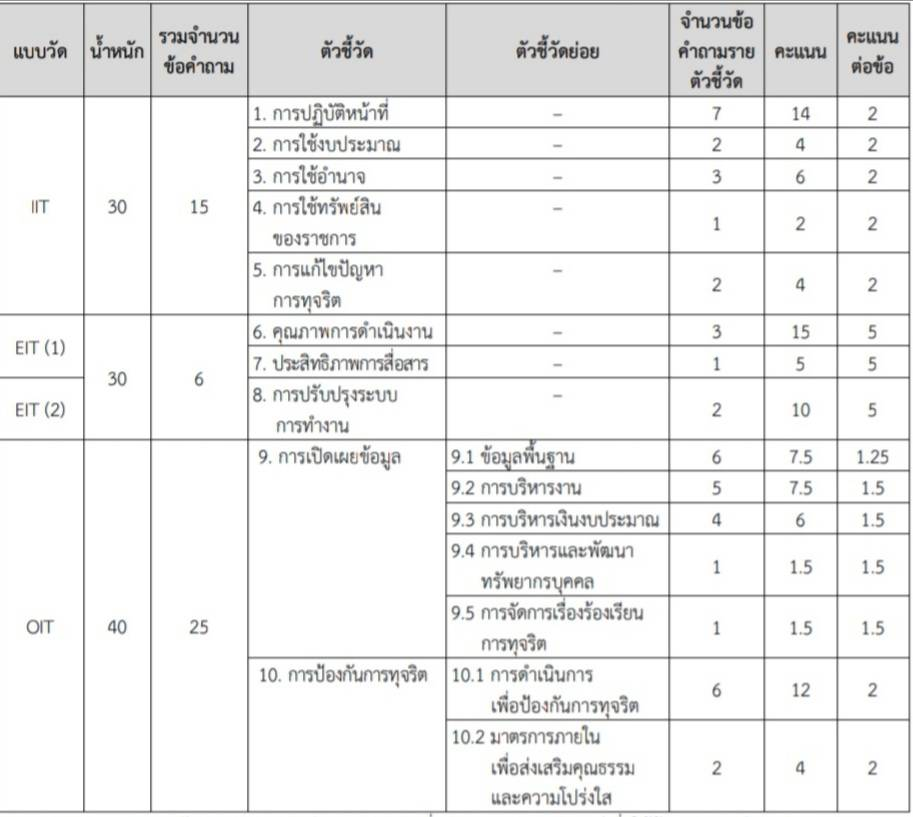 แบบวัด น้ำหนัก รวมจำนวนข้อคำถาม ตัวชี้วัด ตัวชี้วัดย่อย จำนวนข้อคำถามรายตัวชี้วัด คะแนน คะแนนต่อข้อ
IIT 30 15
1. การปฏิบัติหน้าที่ – 7 14 2
2. การใช้งบประมาณ – 2 4 2
3. การใช้อำนาจ – 3 6 2
4. การใช้ทรัพย์สิน
ของราชการ – 1 2 2
5. การแก้ไขปัญหา
การทุจริต – 2 4 2
EIT (1) 30 6
6. คุณภาพการดำเนินงาน – 3 15 5
7. ประสิทธิภาพการสื่อสาร – 1 5 5
EIT (2)
8. การปรับปรุงระบบ
การทำงาน – 2 10 5
OIT 40 25
9. การเปิดเผยข้อมูล
9.1 ข้อมูลพื้นฐาน 6 7.5 1.25
9.2 การบริหารงาน 5 7.5 1.5
9.3 การบริหารเงินงบประมาณ 4 6 1.5
9.4 การบริหารและพัฒนา
ทรัพยากรบุคคล 1 1.5 1.5
9.5 การจัดการเรื่องร้องเรียน
การทุจริต 1 1.5 1.5
10. การป้องกันการทุจริต
10.1 การดำเนินการ
เพื่อป้องกันการทุจริต 6 12 2
10.2 มาตรการภายใน
เพื่อส่งเสริมคุณธรรม
และความโปร่งใส 2 4 2